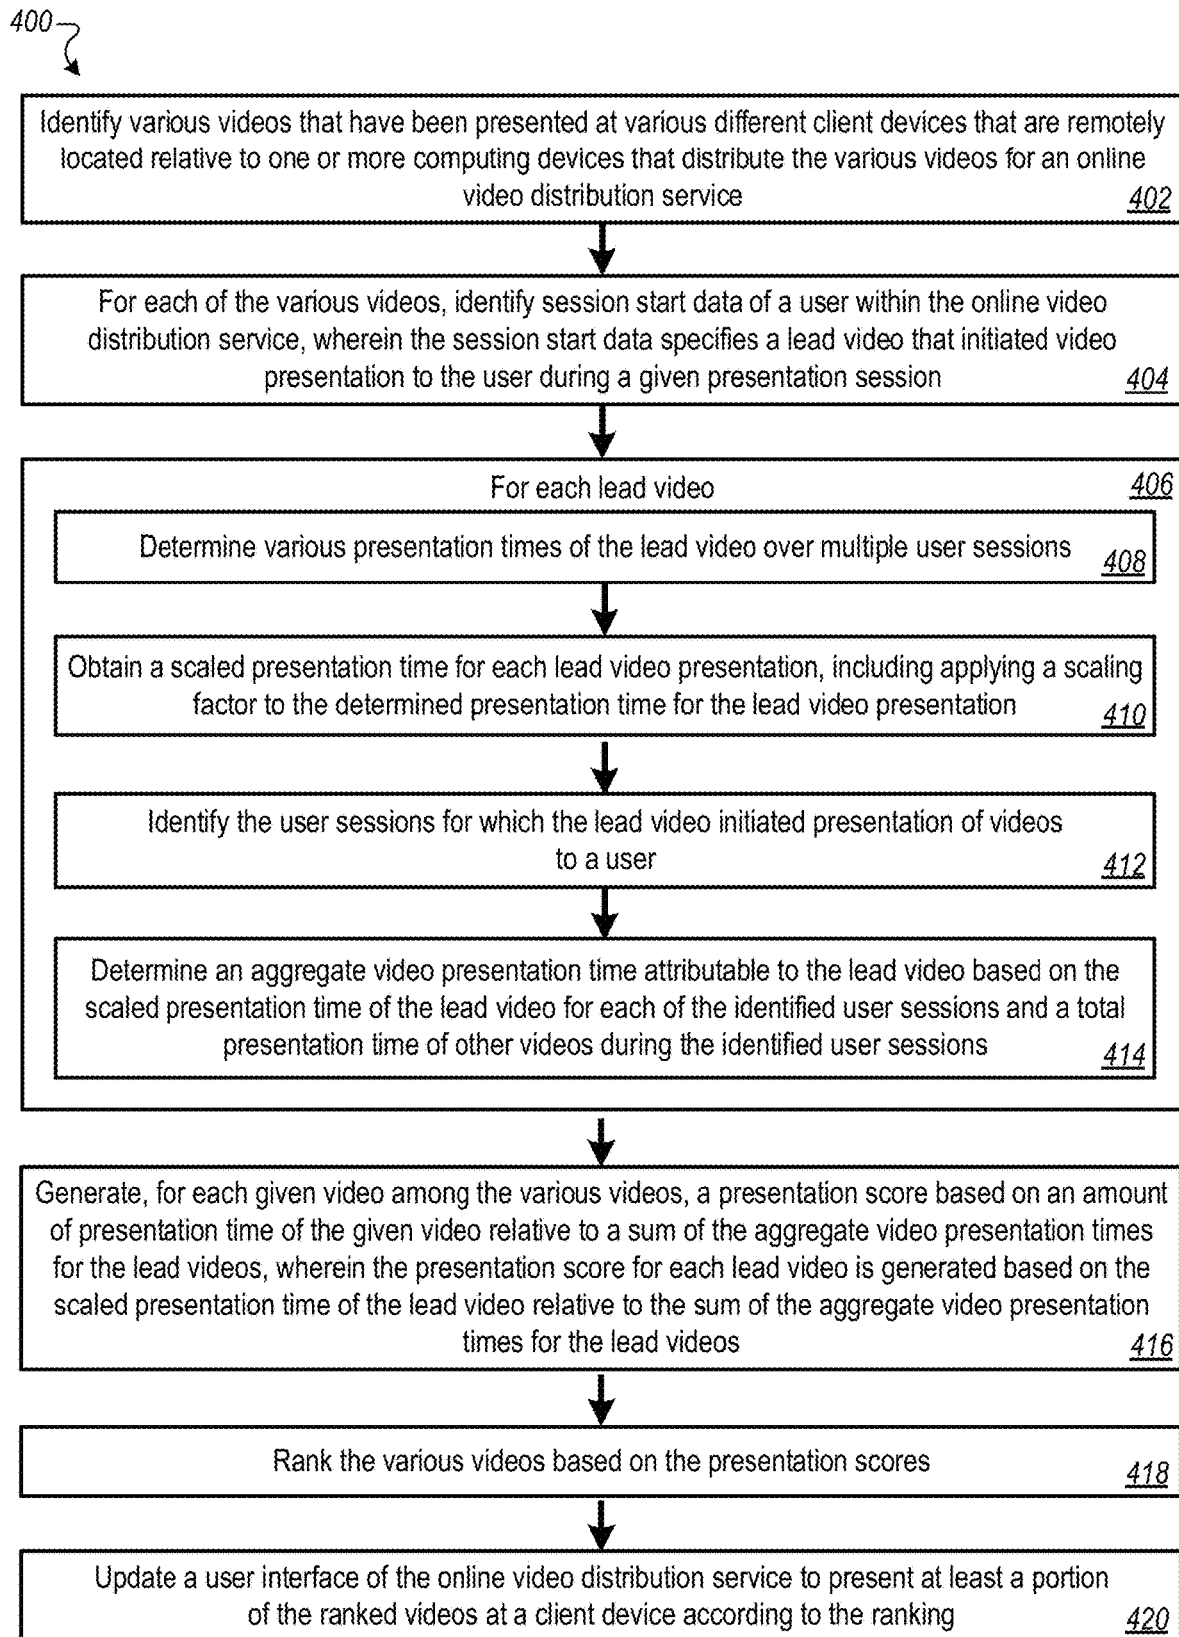 400
Identify various videos that have been presented at various different client devices that are remotely
located relative to one or more computing devices that distribute the various videos for an online
video distribution service
402
For each of the various videos, identify session start data of a user within the online video
distribution service, wherein the session start data specifies a lead video that initiated video
presentation to the user during a given presentation session
404
For each lead video
406
Determine various presentation times of the lead video over multiple user sessions
408
Obtain a scaled presentation time for each lead video presentation, including applying a scaling
factor to the determined presentation time for the lead video presentation
410
Identify the user sessions for which the lead video initiated presentation of videos
to a user
412
Determine an aggregate video presentation time attributable to the lead video based on the
scaled presentation time of the lead video for each of the identified user sessions and a total
presentation time of other videos during the identified user sessions
414
Generate, for each given video among the various videos, a presentation score based on an amount
of presentation time of the given video relative to a sum of the aggregate video presentation times
for the lead videos, wherein the presentation score for each lead video is generated based on the
scaled presentation time of the lead video relative to the sum of the aggregate video presentation
times for the lead videos
416
Rank the various videos based on the presentation scores
418
Update a user interface of the online video distribution service to present at least a portion
of the ranked videos at a client device according to the ranking
420